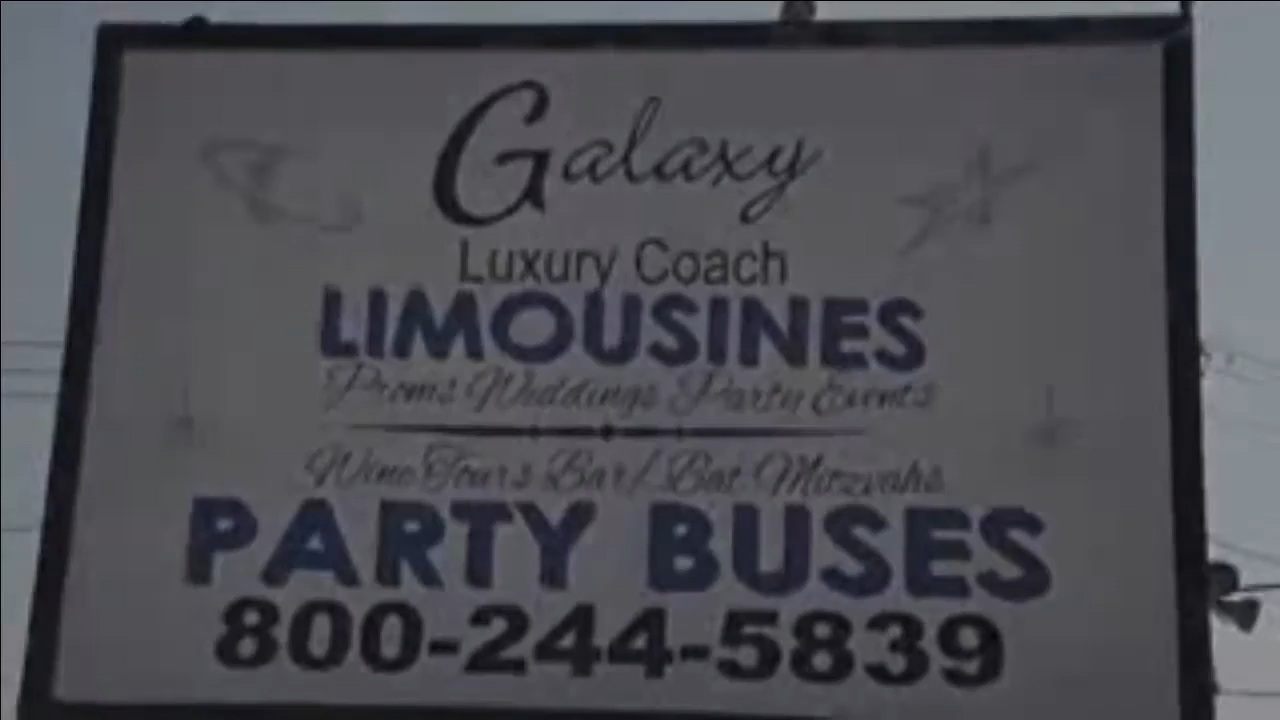 Galaxy
Luxury Coach
LIMOUSINES
Proms Weddings Party Events
Wine Tours Bar/Bat Mitzvahs
PARTY BUSES
800-244-5839